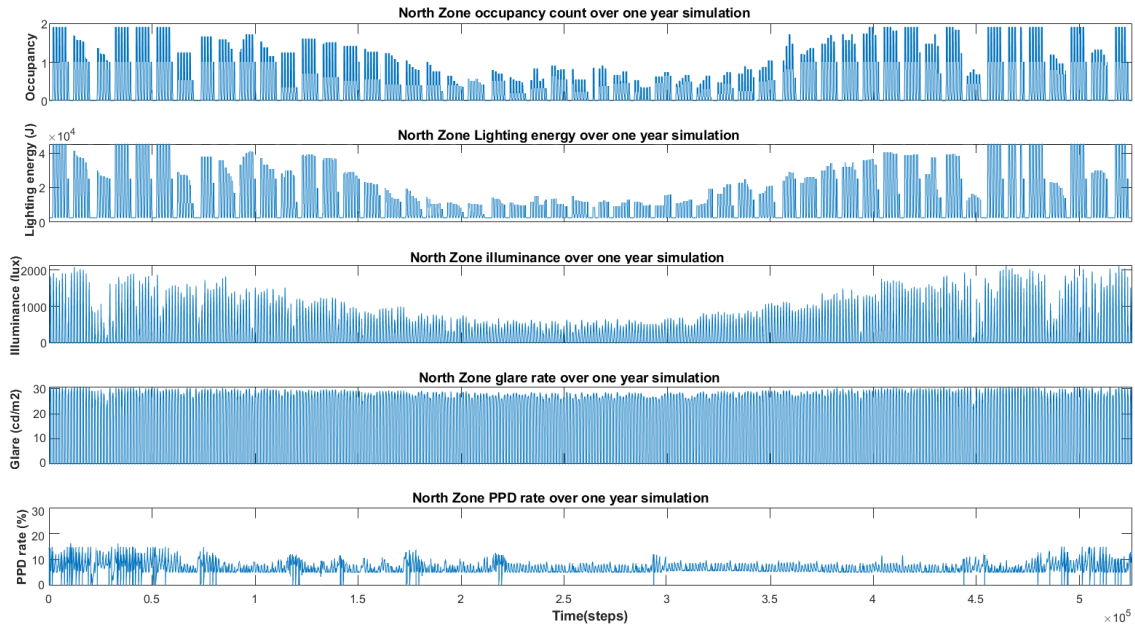 North Zone occupancy count over one year simulation
2
1
0
Occupancy
North Zone Lighting energy over one year simulation
×10⁴
4
2
0
Lighting energy (J)
North Zone illuminance over one year simulation
2000
1000
0
Illuminance (lux)
North Zone glare rate over one year simulation
30
20
10
0
Glare (cd/m2)
North Zone PPD rate over one year simulation
30
20
10
0
PPD rate (%)
0 0.5 1 1.5 2 2.5 3 3.5 4 4.5 5
Time(steps)
×10⁵